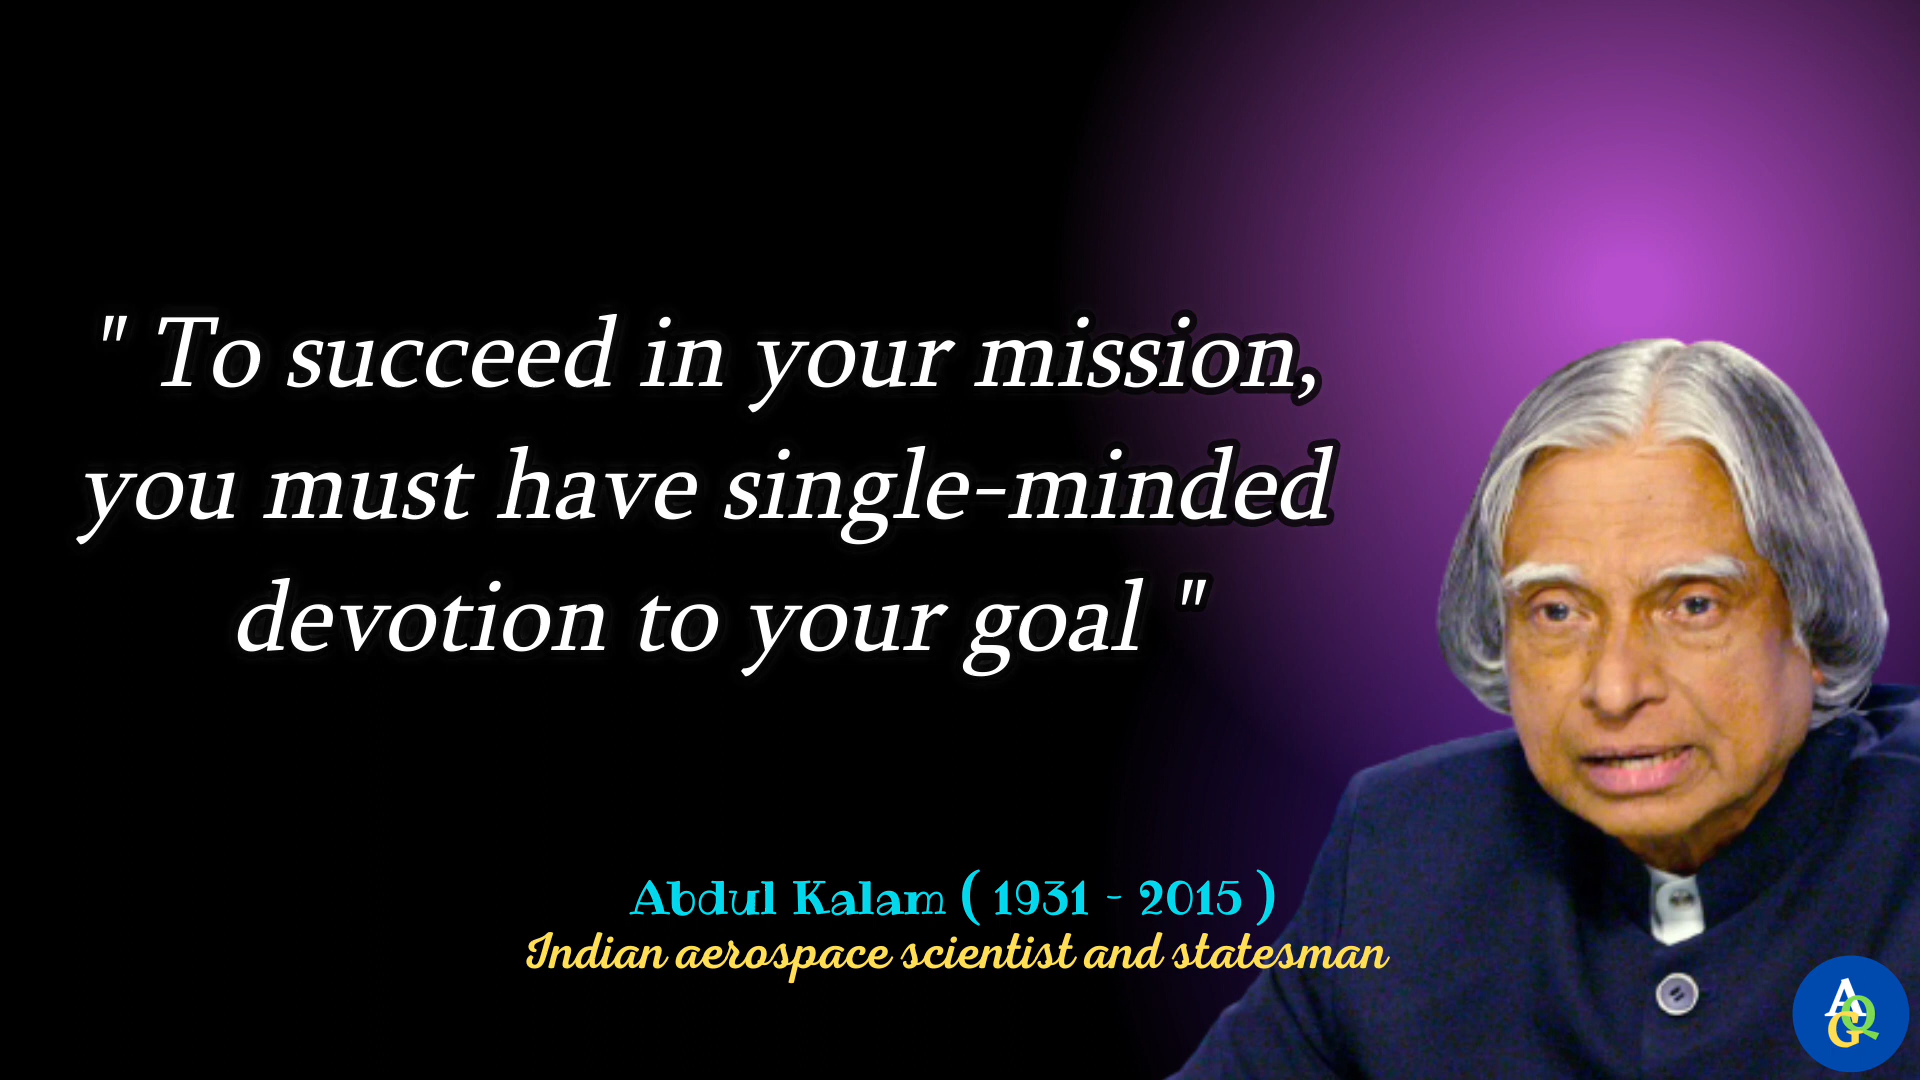 " To succeed in your mission,
you must have single-minded
devotion to your goal "
Abdul Kalam ( 1931 - 2015 )
Indian aerospace scientist and statesman
AQG